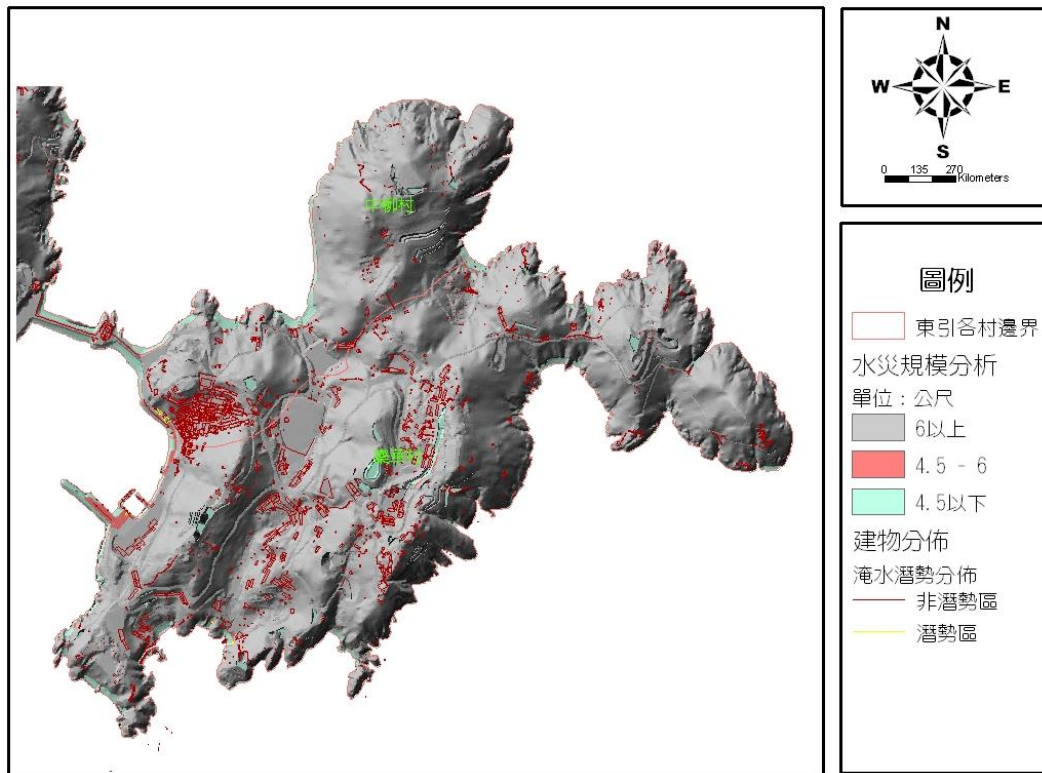 中柳村
樂華村
N
W
E
S
0 135 270
Kilometers
圖例
東引各村邊界
水災規模分析
單位：公尺
6以上
4.5 - 6
4.5以下
建物分佈
淹水潛勢分佈
非潛勢區
潛勢區